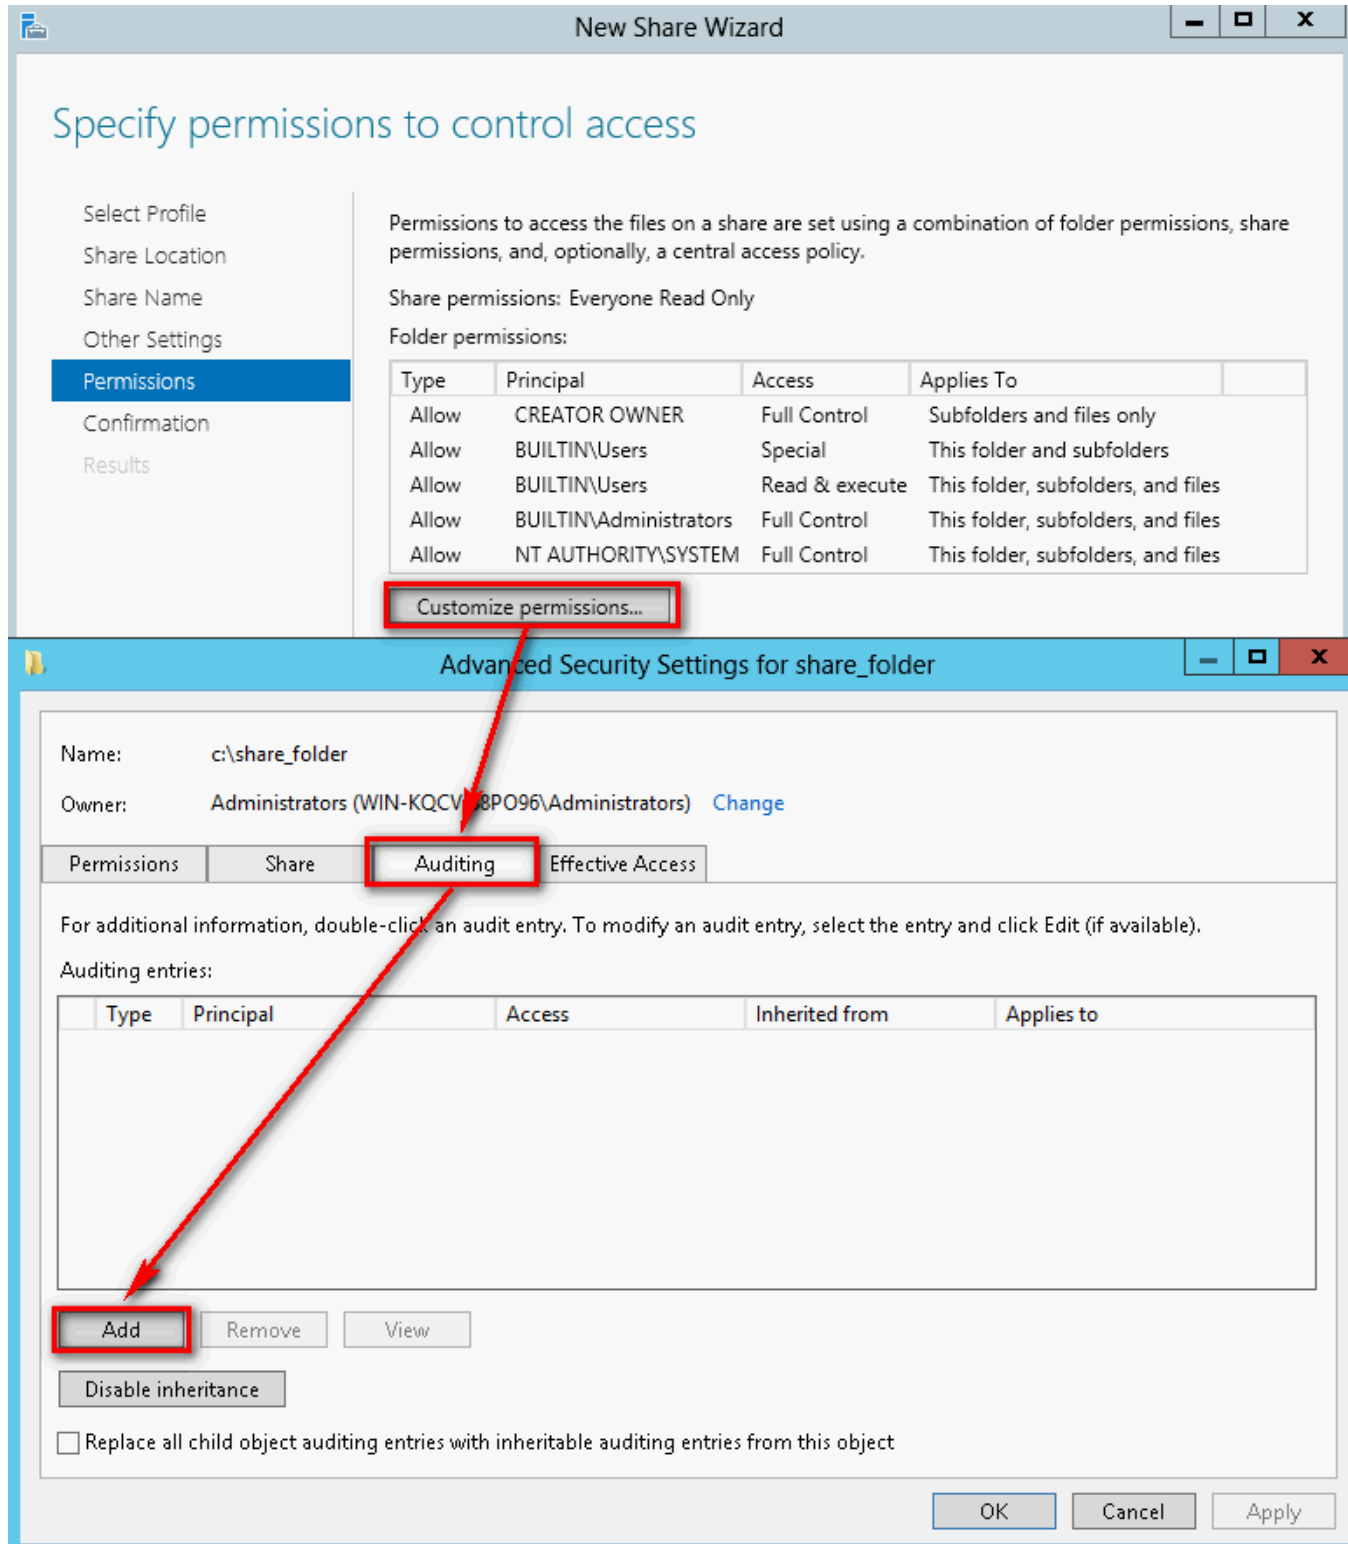 New Share Wizard
Specify permissions to control access
Select Profile
Share Location
Share Name
Other Settings
Permissions
Confirmation
Results
Permissions to access the files on a share are set using a combination of folder permissions, share
permissions, and, optionally, a central access policy.
Share permissions: Everyone Read Only
Folder permissions:
Type Principal Access Applies To
Allow CREATOR OWNER Full Control Subfolders and files only
Allow BUILTIN\Users Special This folder and subfolders
Allow BUILTIN\Users Read & execute This folder, subfolders, and files
Allow BUILTIN\Administrators Full Control This folder, subfolders, and files
Allow NT AUTHORITY\SYSTEM Full Control This folder, subfolders, and files
Customize permissions...
Advanced Security Settings for share_folder
Name: c:\share_folder
Owner: Administrators Change
Permissions Share Auditing Effective Access
For additional information, double-click an audit entry. To modify an audit entry, select the entry and click Edit (if available).
Auditing entries:
Type Principal Access Inherited from Applies to
Add Remove View
Disable inheritance
Replace all child object auditing entries with inheritable auditing entries from this object
OK Cancel Apply